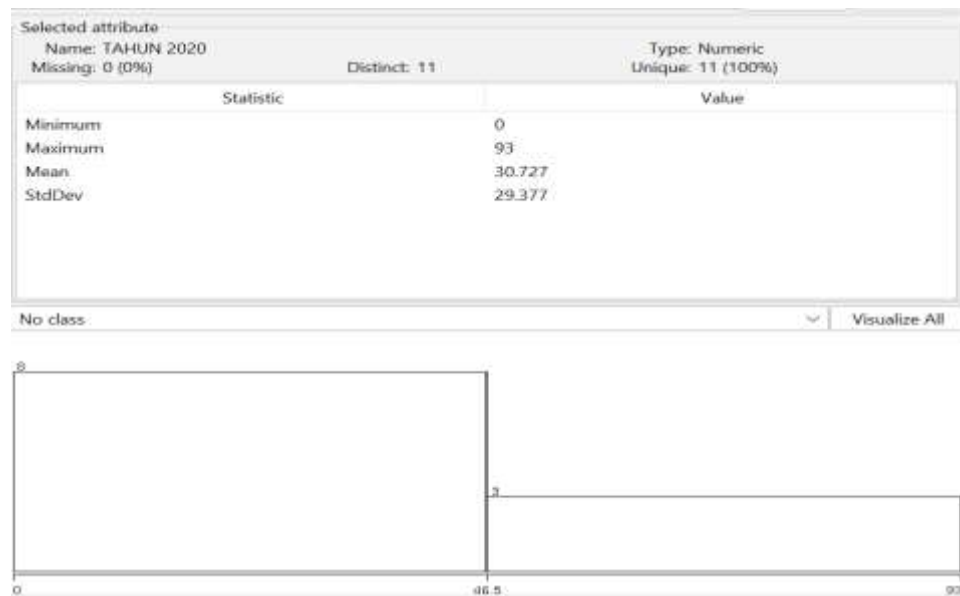 Selected attribute
Name: TAHUN 2020 Type: Numeric
Missing: 0 (0%) Distinct: 11 Unique: 11 (100%)
Statistic Value
Minimum 0
Maximum 93
Mean 30.727
StdDev 29.377
No class Visualize All
8
3
0 46.5 93